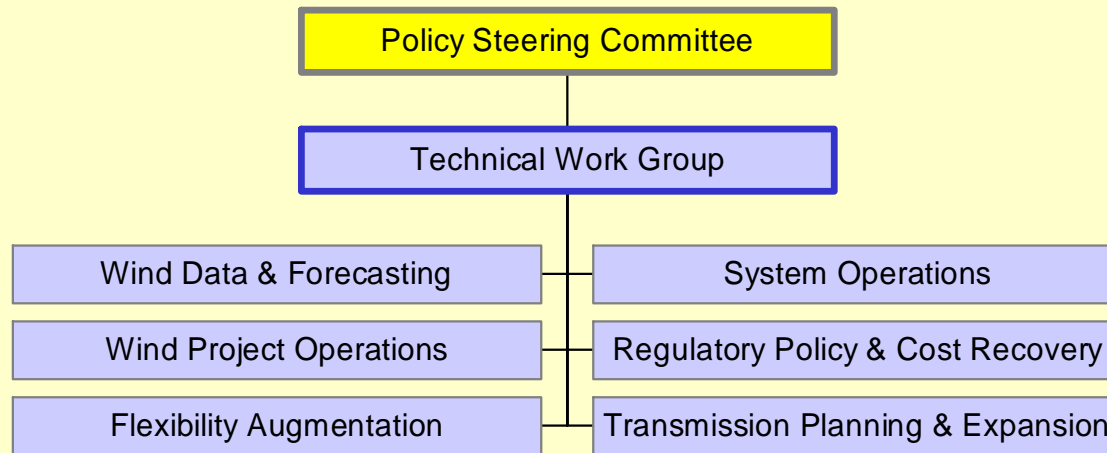 Policy Steering Committee
Technical Work Group
Wind Data & Forecasting
System Operations
Wind Project Operations
Regulatory Policy & Cost Recovery
Flexibility Augmentation
Transmission Planning & Expansion